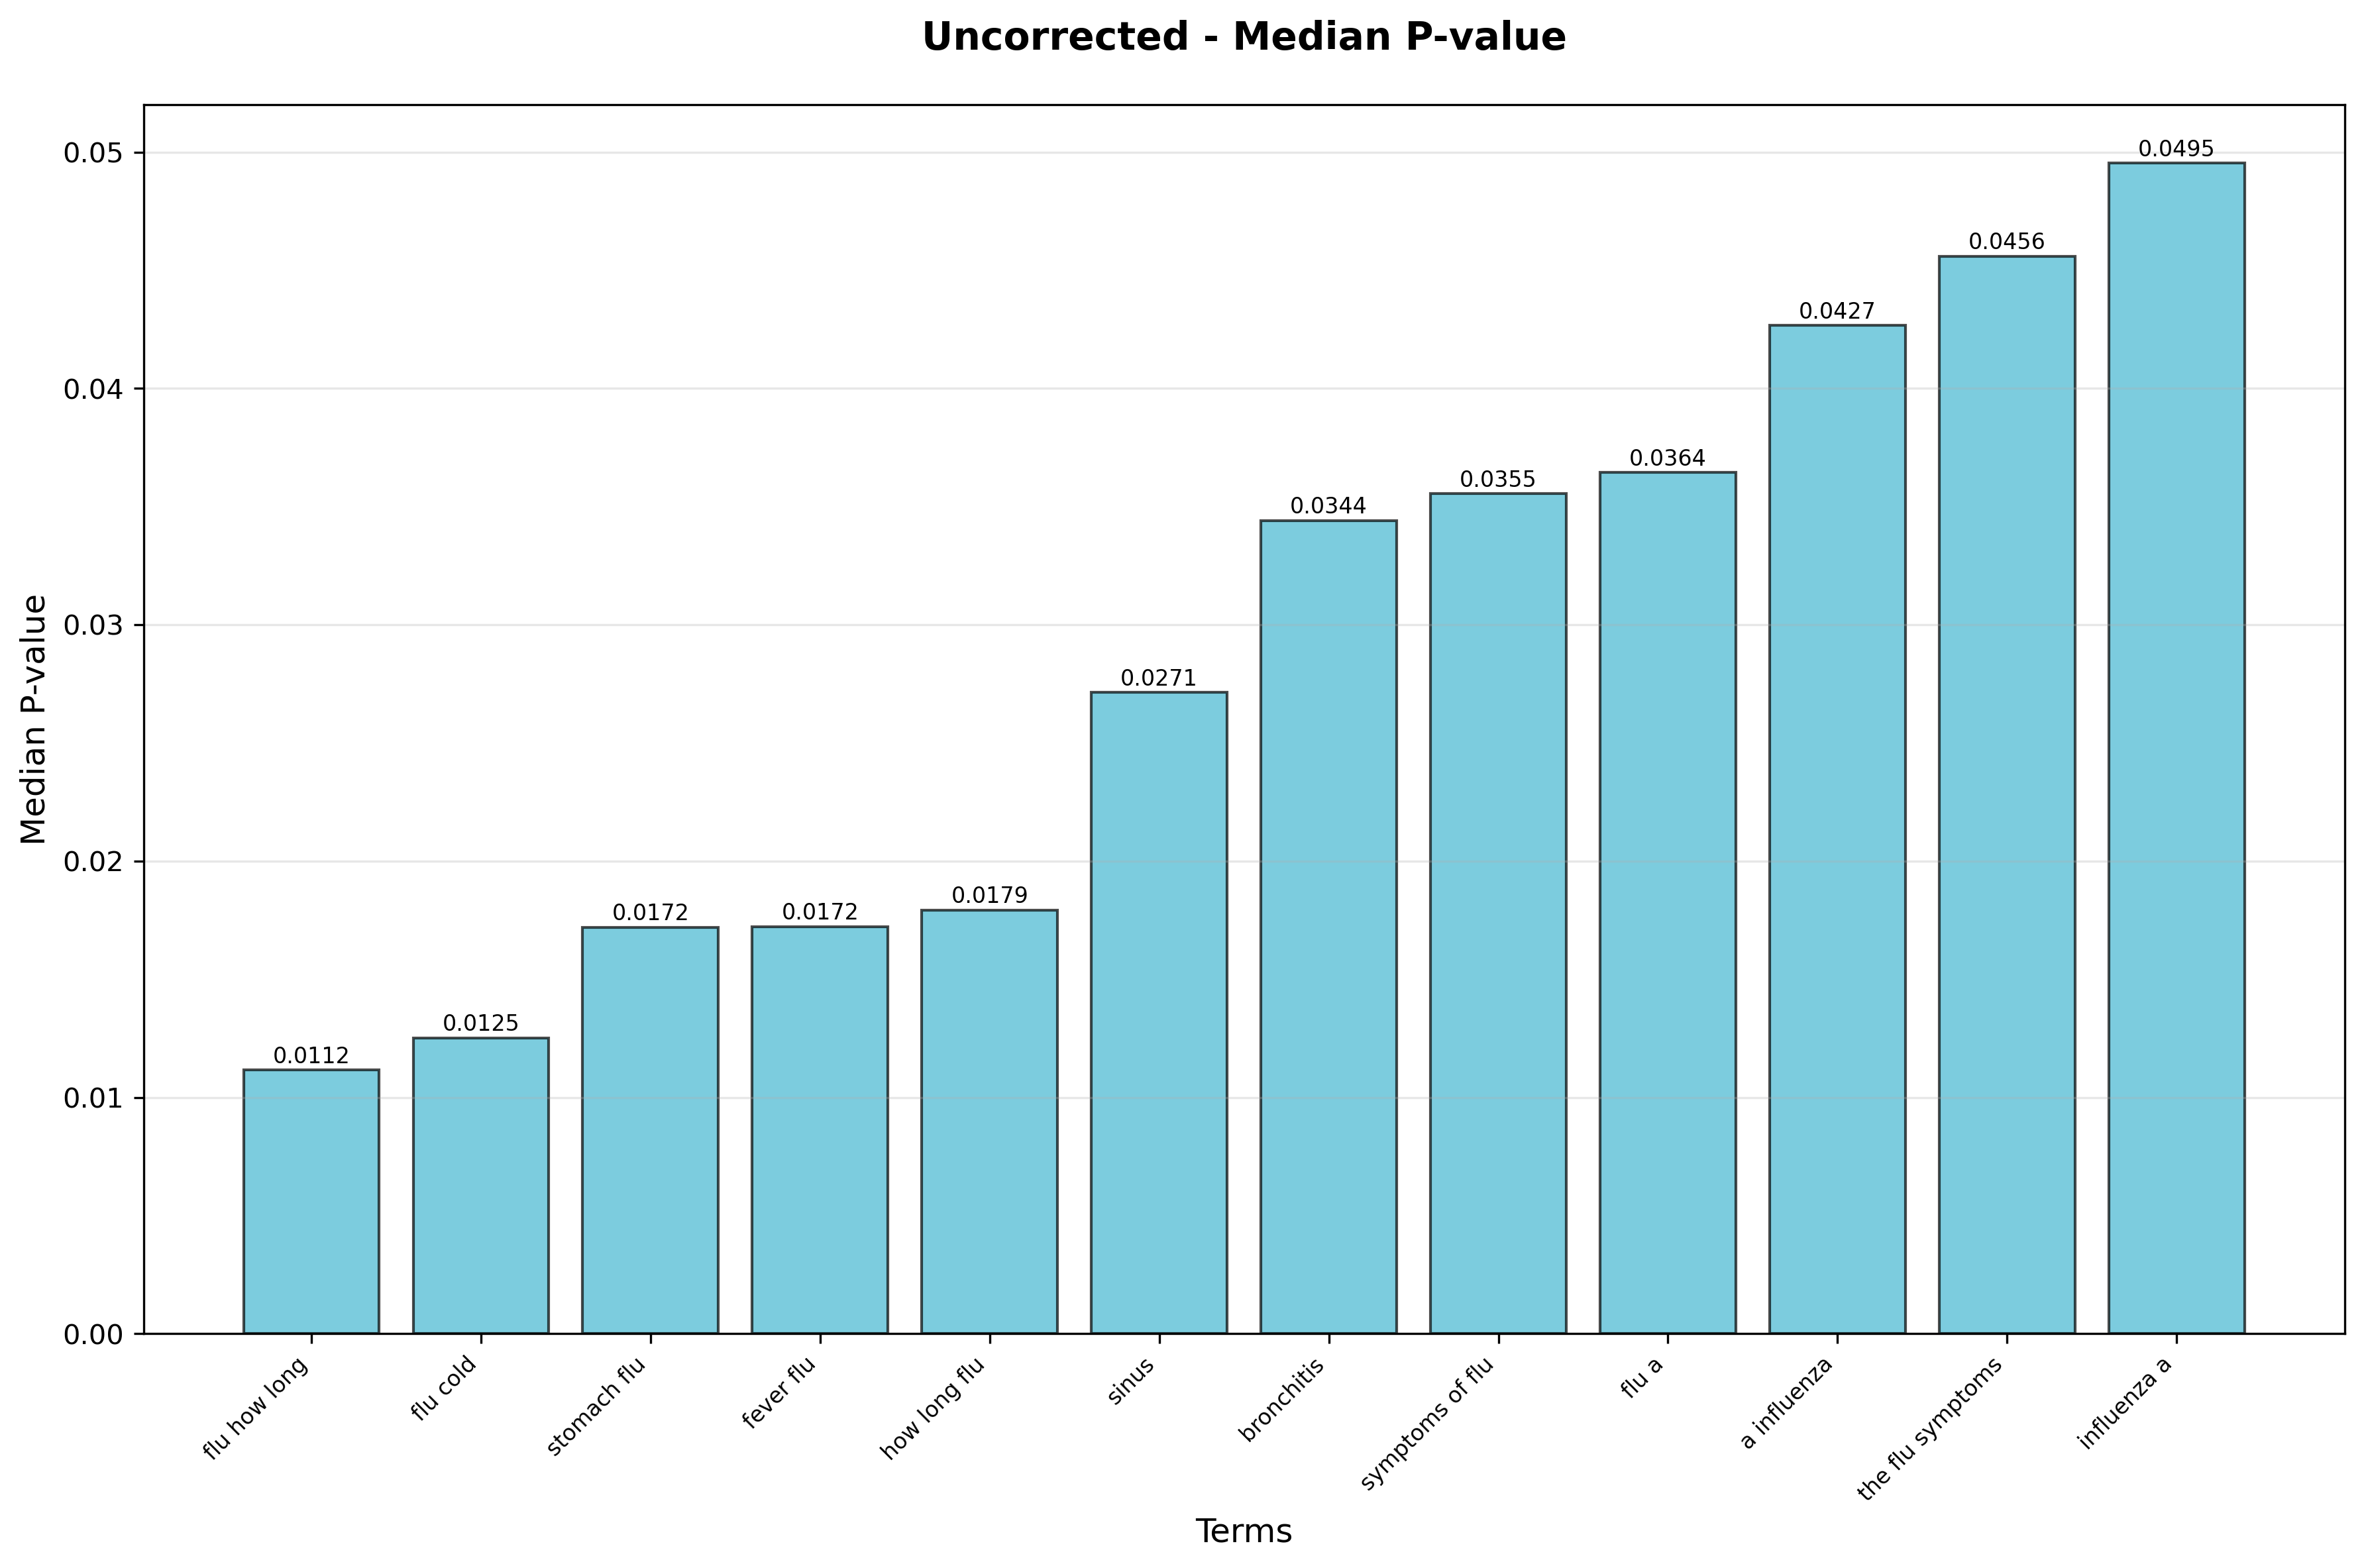 Uncorrected - Median P-value
Median P-value
0.05
0.04
0.03
0.02
0.01
0.00
0.0112
0.0125
0.0172
0.0172
0.0179
0.0271
0.0344
0.0355
0.0364
0.0427
0.0456
0.0495
flu how long
flu cold
stomach flu
fever flu
how long flu
sinus
bronchitis
symptoms of flu
flu a
a influenza
the flu symptoms
influenza a
Terms